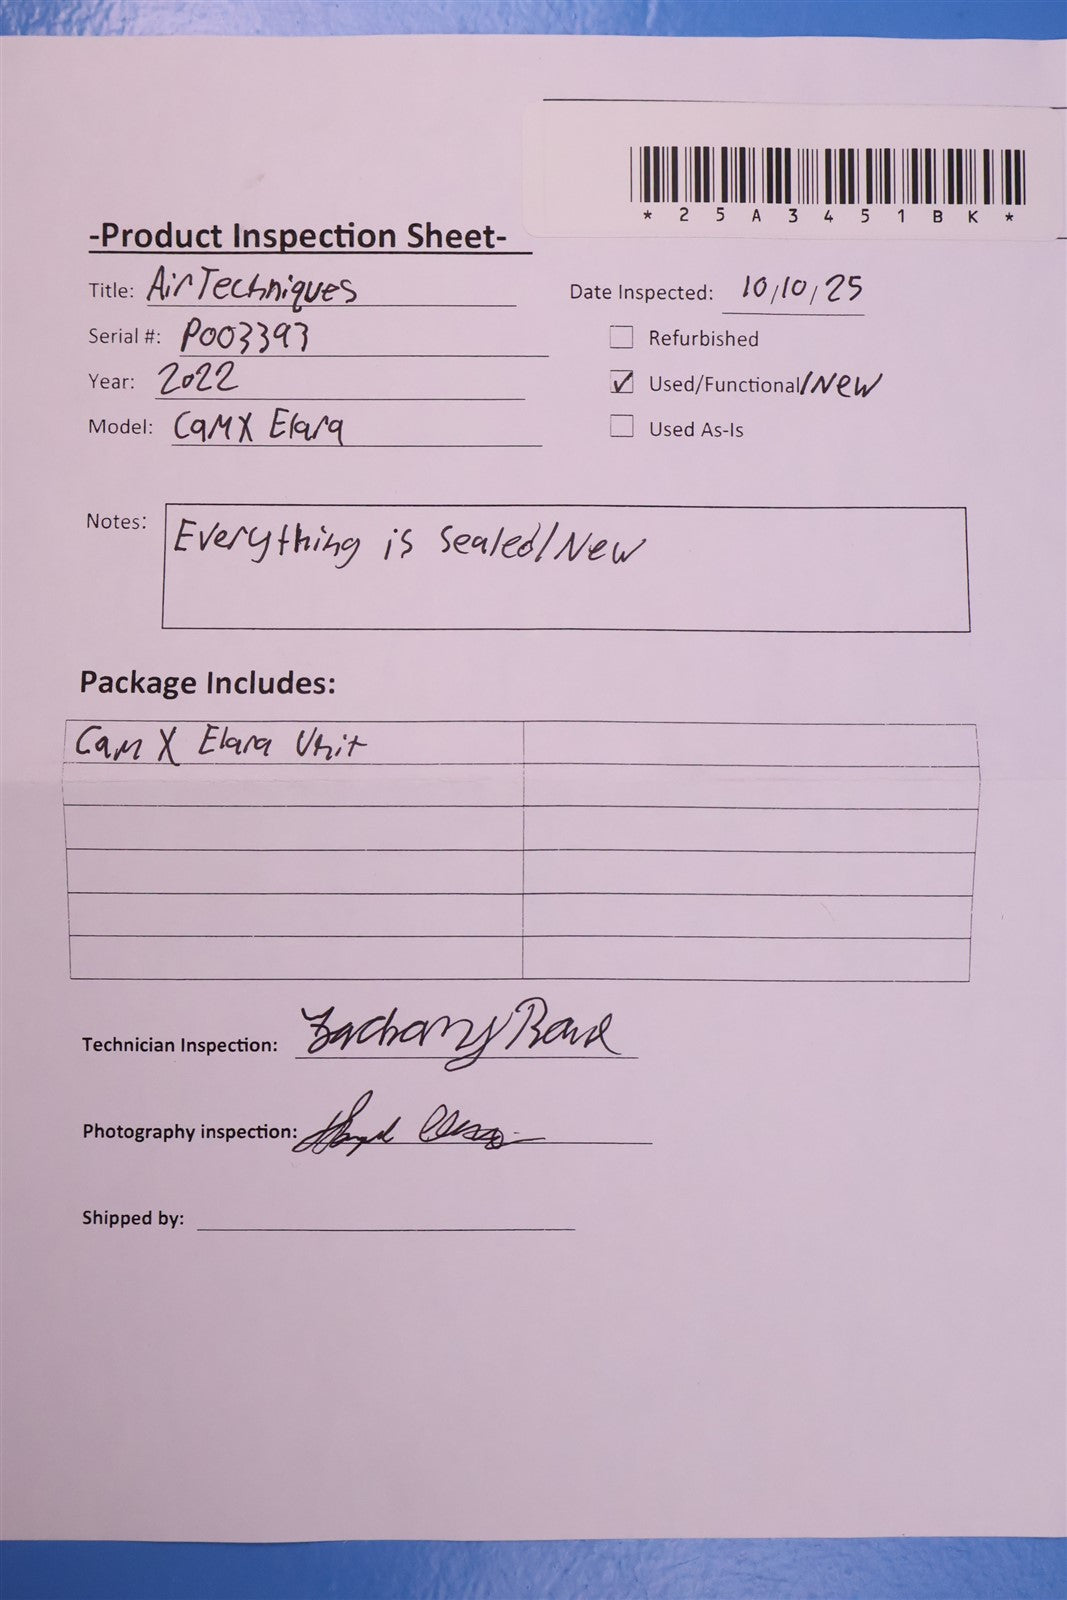 *25A3451BK*
-Product Inspection Sheet-
Title: AirTechniques
Date Inspected: 10/10/25
Serial #: P003393
Refurbished
Year: 2022
Used/Functional/New
Model: CamX Elara
Used As-Is
Notes: Everything is sealed/New
Package Includes:
Cam X Elara Unit
Technician Inspection: Zachary
Photography inspection:
Shipped by: